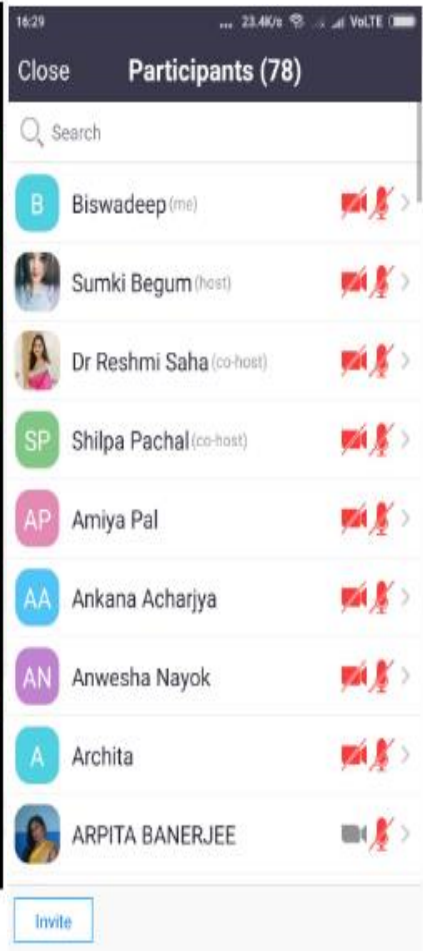 16:29 ... 23.4K/s VoLTE
Close Participants (78)
Search
B Biswadeep (me)
Sumki Begum (host)
Dr Reshmi Saha (co-host)
SP Shilpa Pachal (co-host)
AP Amiya Pal
AA Ankana Acharjya
AN Anwesha Nayok
A Archita
ARPITA BANERJEE
Invite